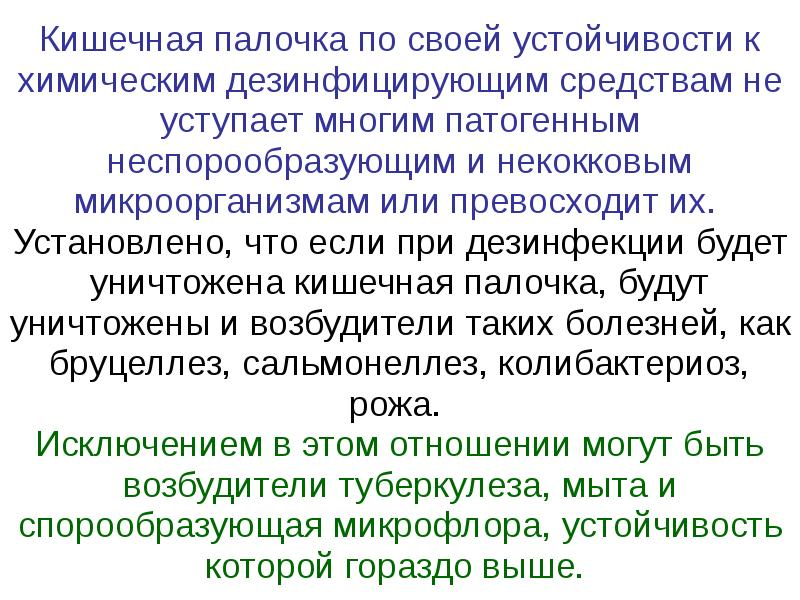 Кишечная палочка по своей устойчивости к
химическим дезинфицирующим средствам не
уступает многим патогенным
неспорообразующим и некокковым
микроорганизмам или превосходит их.
Установлено, что если при дезинфекции будет
уничтожена кишечная палочка, будут
уничтожены и возбудители таких болезней, как
бруцеллез, сальмонеллез, колибактериоз,
рожа.
Исключением в этом отношении могут быть
возбудители туберкулеза, мыта и
спорообразующая микрофлора, устойчивость
которой гораздо выше.